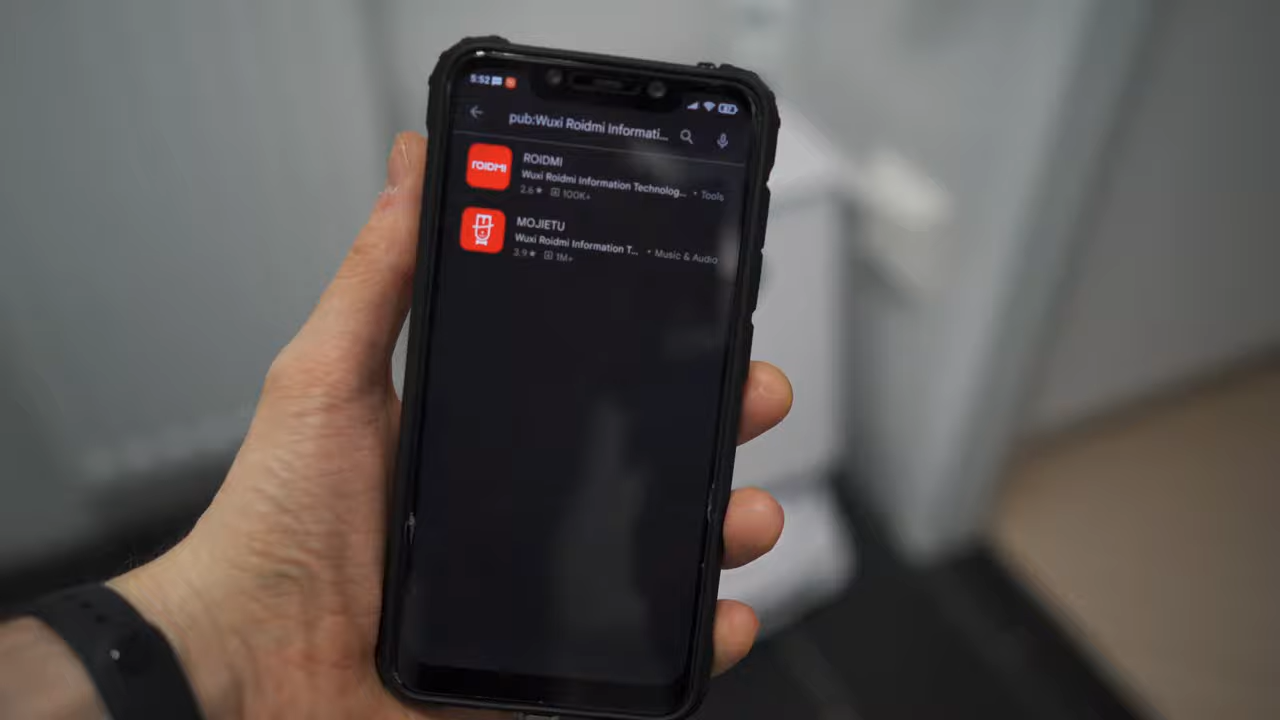 5:52
pub:Wuxi Roidmi Informati...
ROIDMI
ROIDMI
Wuxi Roidmi Information Technolog... • Tools
2.6★ 100K+
MOJIETU
Wuxi Roidmi Information T... • Music & Audio
3.9★ 1M+